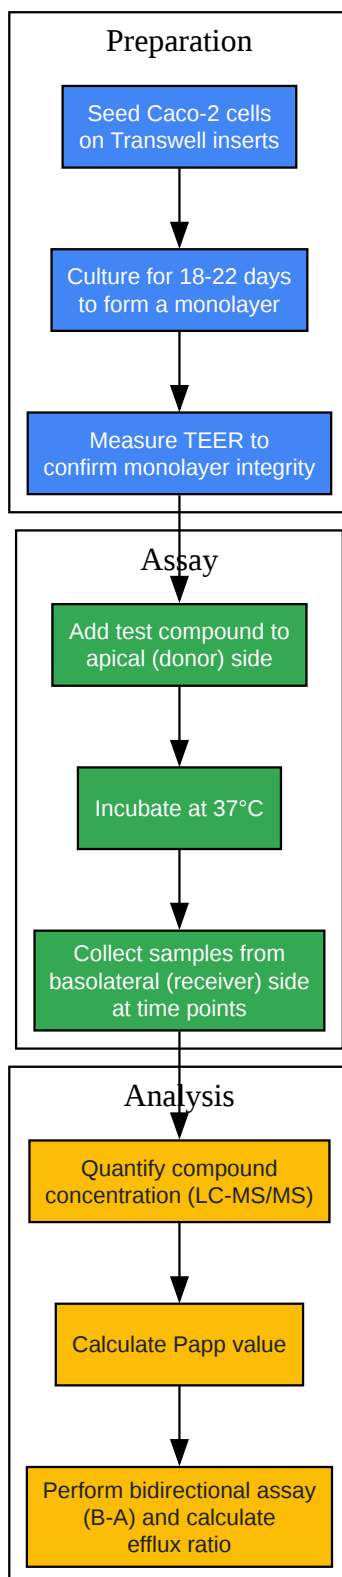 Preparation
Seed Caco-2 cells
on Transwell inserts
Culture for 18-22 days
to form a monolayer
Measure TEER to
confirm monolayer integrity
Assay
Add test compound to
apical (donor) side
Incubate at 37°C
Collect samples from
basolateral (receiver) side
at time points
Analysis
Quantify compound
concentration (LC-MS/MS)
Calculate Papp value
Perform bidirectional assay
(B-A) and calculate
efflux ratio